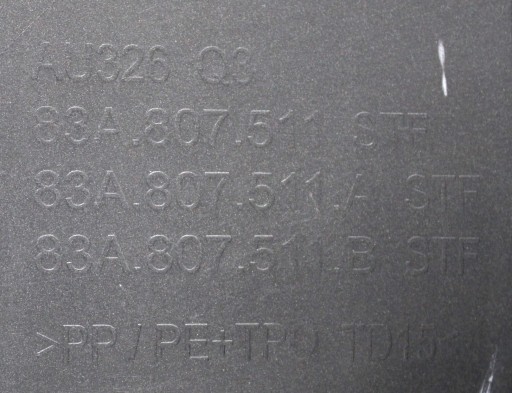 AU326 Q3
83A.807.511 STF
83A.807.511.A STF
83A.807.511.B STF
>PP/PE+TPO TD15